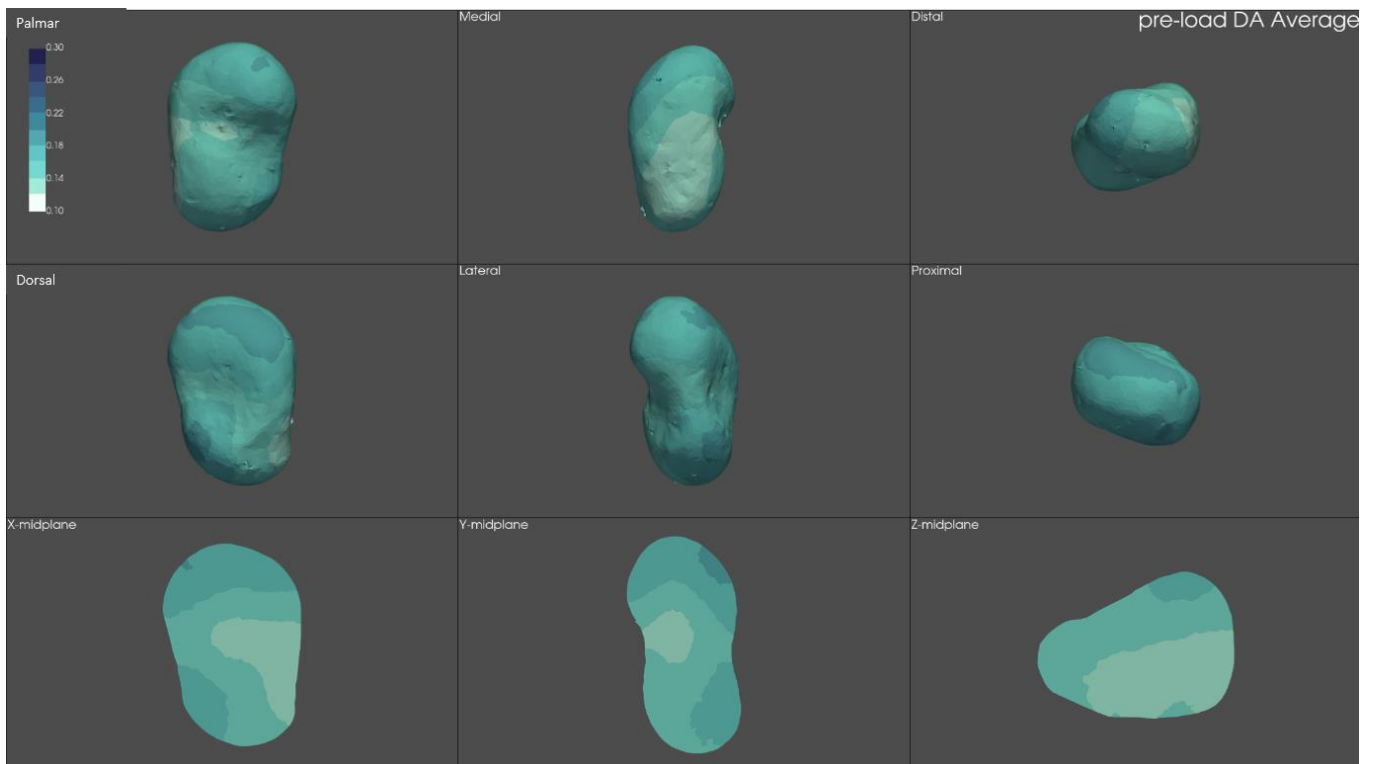 Palmar
Medial
Distal
pre-load DA Average
0.30
0.26
0.22
0.18
0.14
0.10
Dorsal
Lateral
Proximal
X-midplane
Y-midplane
Z-midplane